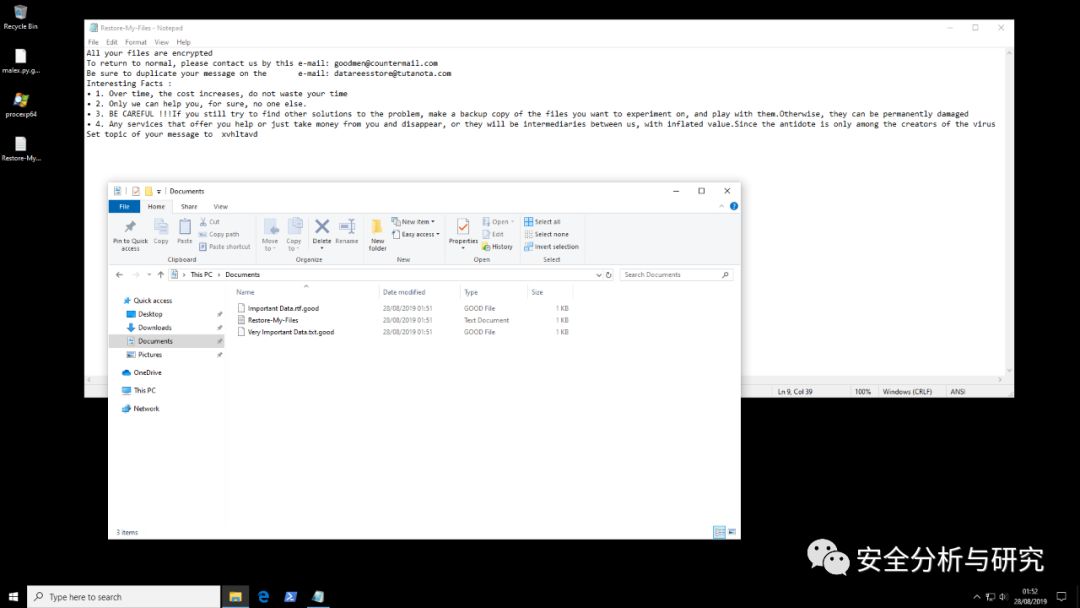 Recycle Bin
malex.py.g...
procexp64
Restore-My...
Restore-My-Files - Notepad
File Edit Format View Help
All your files are encrypted
To return to normal, please contact us by this e-mail: goodmen@countermail.com
Be sure to duplicate your message on the e-mail: datareesstore@tutanota.com
Interesting Facts :
• 1. Over time, the cost increases, do not waste your time
• 2. Only we can help you, for sure, no one else.
• 3. BE CAREFUL !!!If you still try to find other solutions to the problem, make a backup copy of the files you want to experiment on, and play with them.Otherwise, they can be permanently damaged
• 4. Any services that offer you help or just take money from you and disappear, or they will be intermediaries between us, with inflated value.Since the antidote is only among the creators of the virus
Set topic of your message to xvhltavd
Documents
File Home Share View
Pin to Quick access
Copy
Paste
Cut
Copy path
Paste shortcut
Move to
Copy to
Delete
Rename
New folder
New item
Easy access
Properties
Open
Edit
History
Select all
Select none
Invert selection
Clipboard Organize New Open Select
This PC > Documents
Search Documents
Name Date modified Type Size
Important Data.rtf.good 28/08/2019 01:51 GOOD File 1 KB
Restore-My-Files 28/08/2019 01:51 Text Document 1 KB
Very Important Data.txt.good 28/08/2019 01:51 GOOD File 1 KB
Quick access
Desktop
Downloads
Documents
Pictures
OneDrive
This PC
Network
3 items
Ln 9, Col 39 100% Windows (CRLF) ANSI
安全分析与研究
Type here to search
01:52
28/08/2019